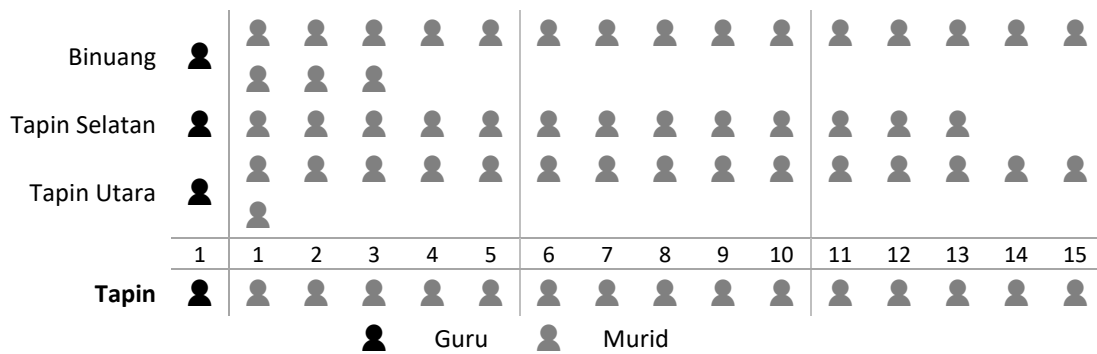 Binuang
Tapin Selatan
Tapin Utara
1 1 2 3 4 5 6 7 8 9 10 11 12 13 14 15
Tapin
Guru Murid